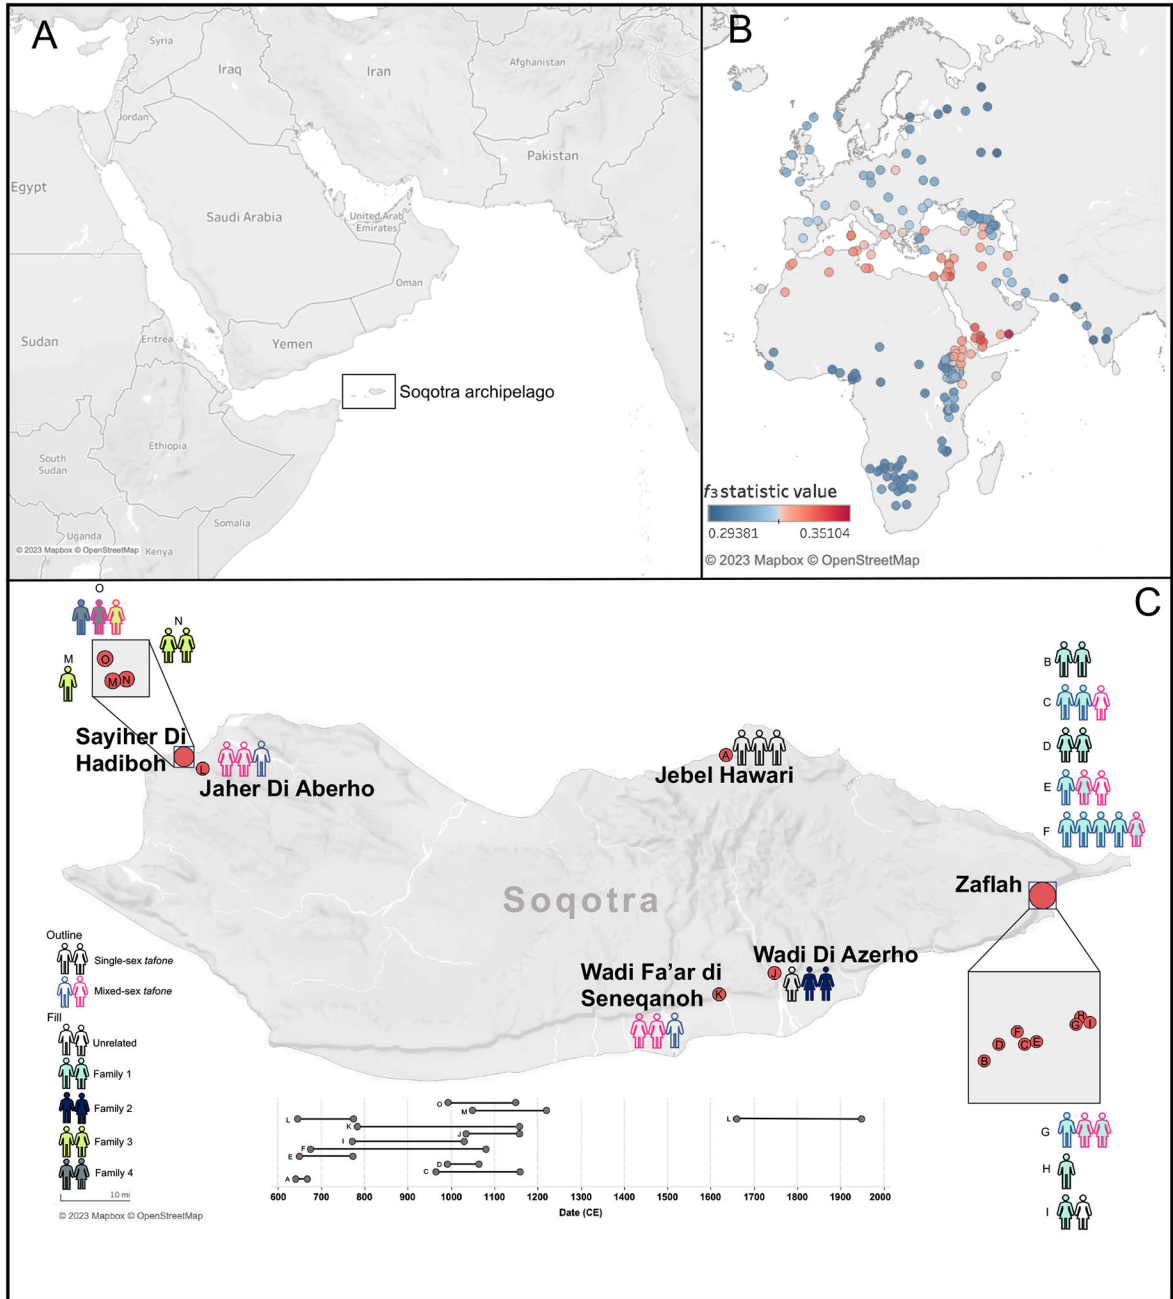 A
Syria
Iraq
Iran
Afghanistan
Jordan
Pakistan
Egypt
Saudi Arabia
United Arab
Emirates
Oman
Sudan
Eritrea
Yemen
Soqotra archipelago
Ethiopia
South
Sudan
Somalia
Uganda
Kenya
© 2023 Mapbox © OpenStreetMap
B
f3 statistic value
0.29381 0.35104
© 2023 Mapbox © OpenStreetMap
C
O
N
M
O
M N
Sayiher Di
Hadiboh
L
Jaher Di Aberho
A
Jebel Hawari
B
C
D
E
F
Zaflah
Soqotra
Wadi Di Azerho
J
Wadi Fa'ar di
Seneqanoh
K
H
G I
F
D C E
B
G
H
I
Outline
Single-sex tafone
Mixed-sex tafone
Fill
Unrelated
Family 1
Family 2
Family 3
Family 4
10 mi
© 2023 Mapbox © OpenStreetMap
O
M
L L
K
J
I
F
E
D
C
A
600 700 800 900 1000 1100 1200 1300 1400 1500 1600 1700 1800 1900 2000
Date (CE)